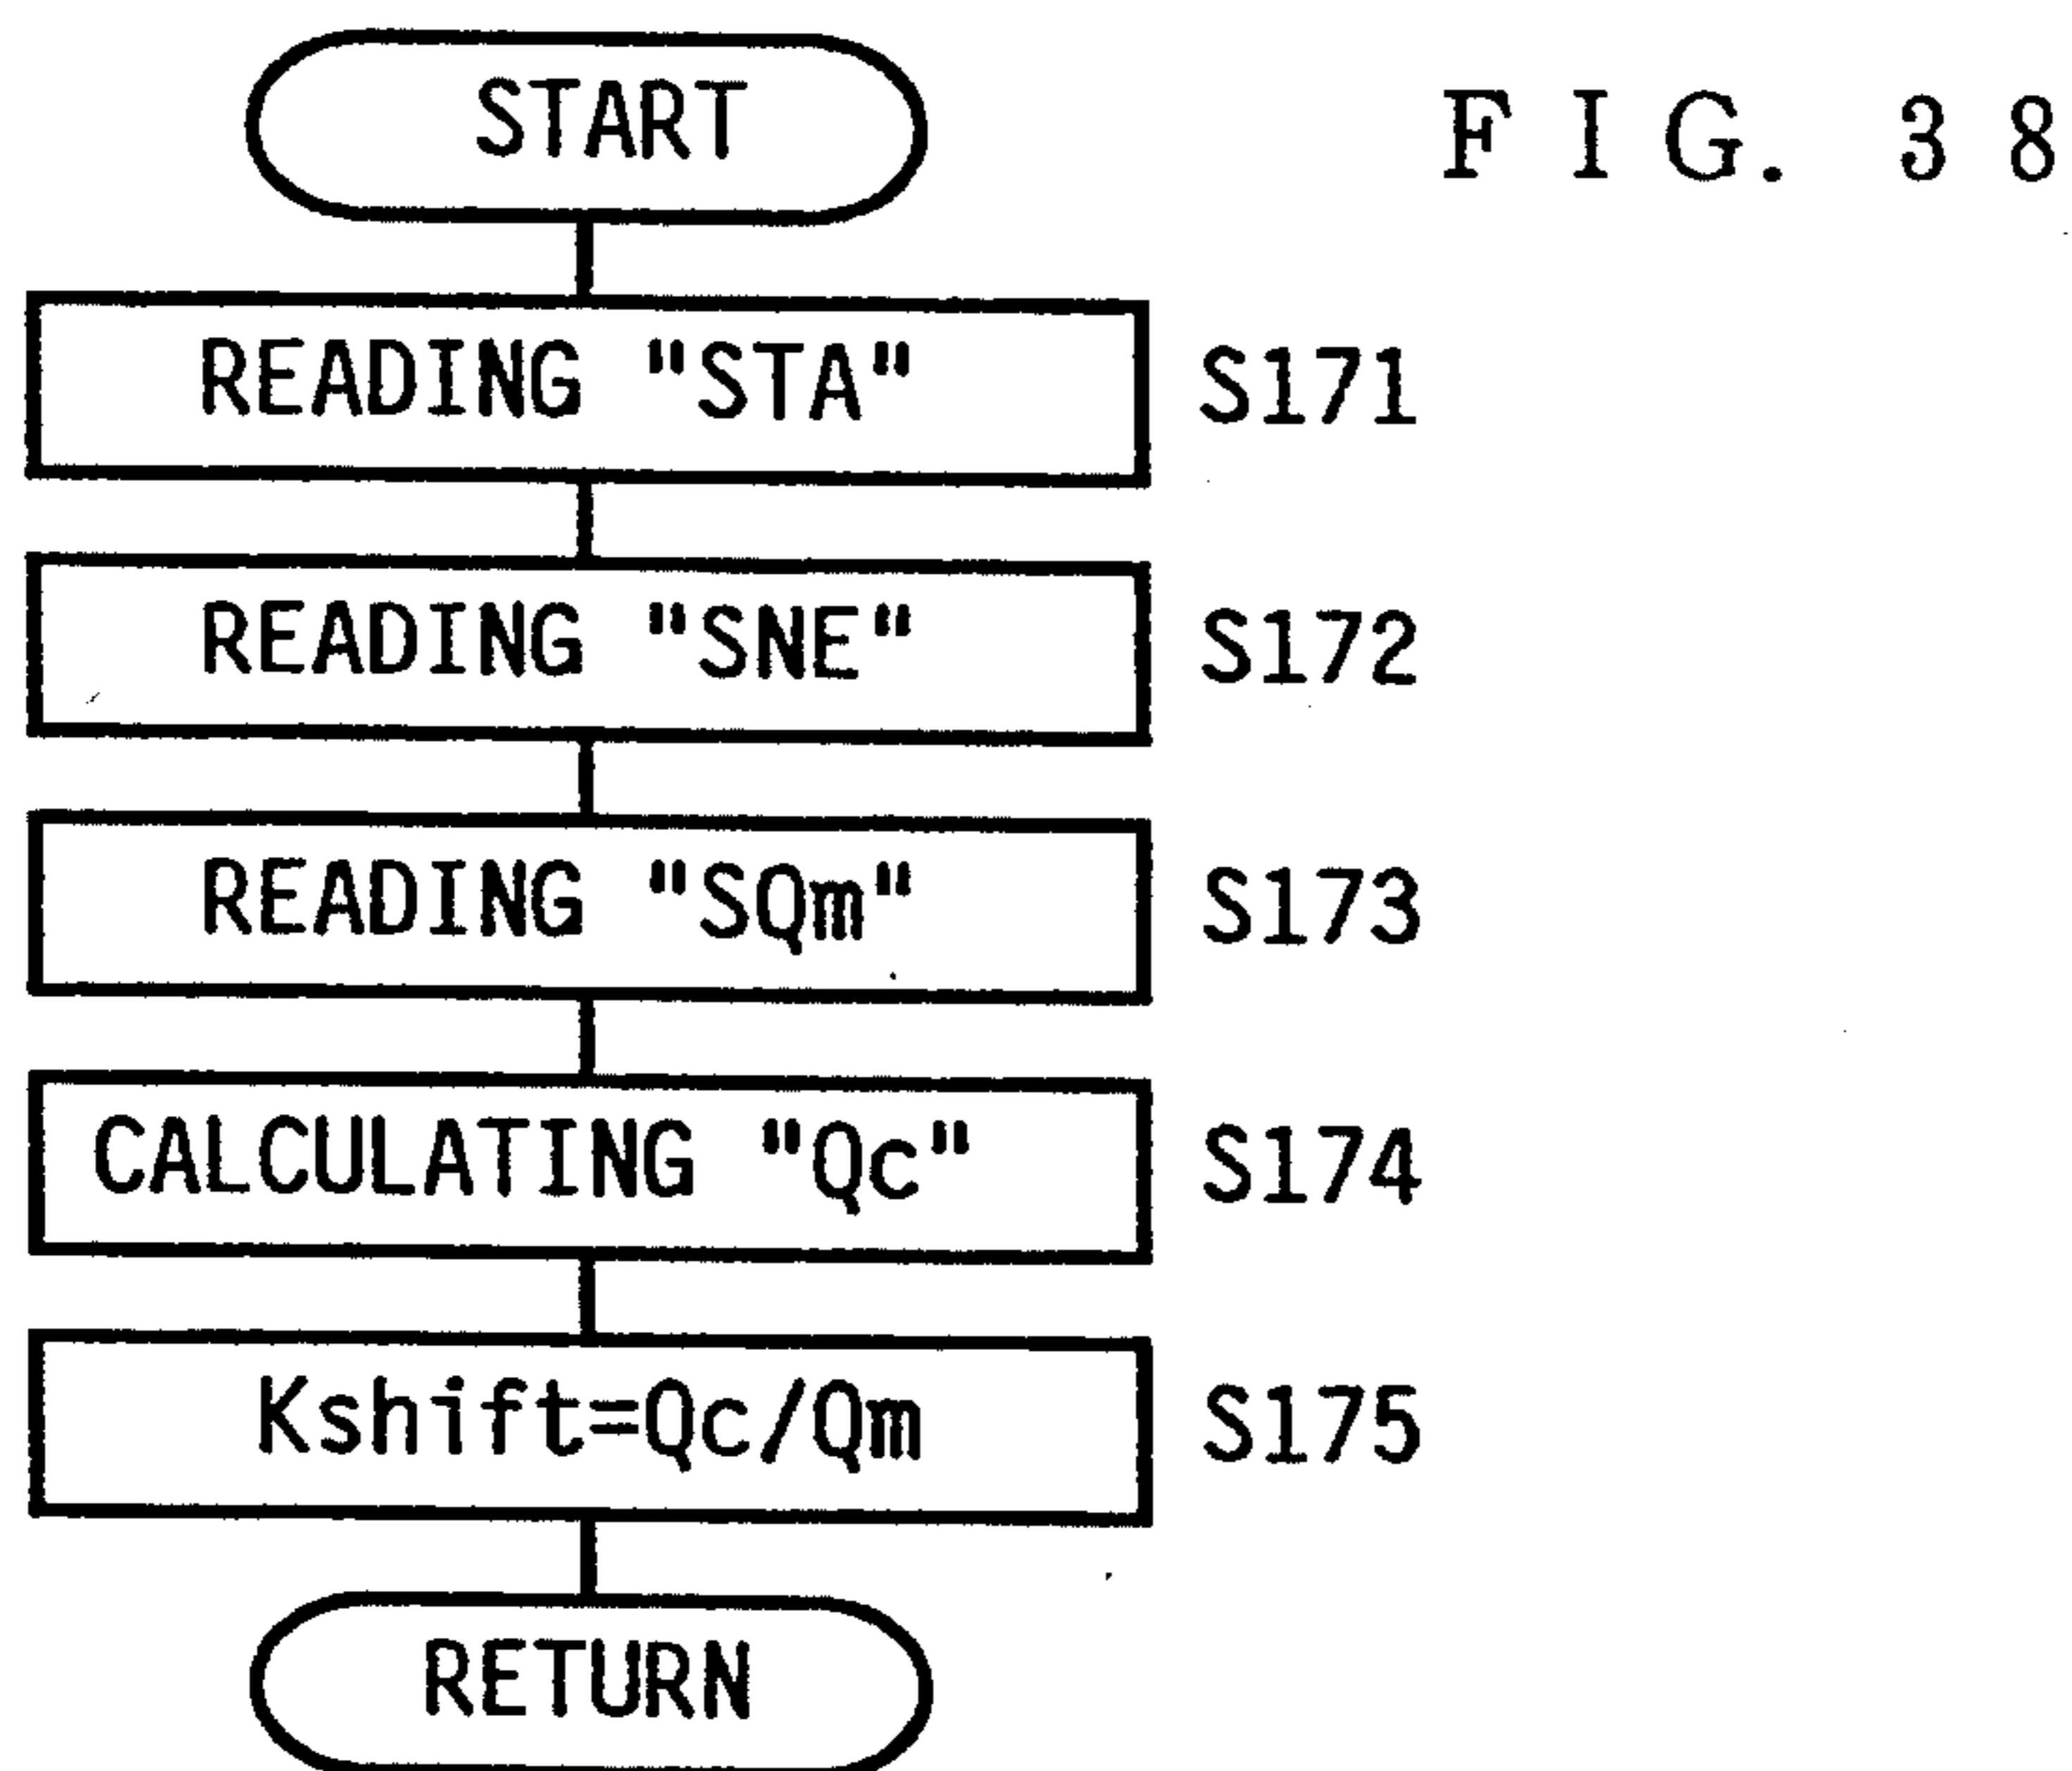 START
FIG. 38
READING "STA" S171
READING "SNE" S172
READING "SQm" S173
CALCULATING "Qc" S174
Kshift=Qc/Qm S175
RETURN